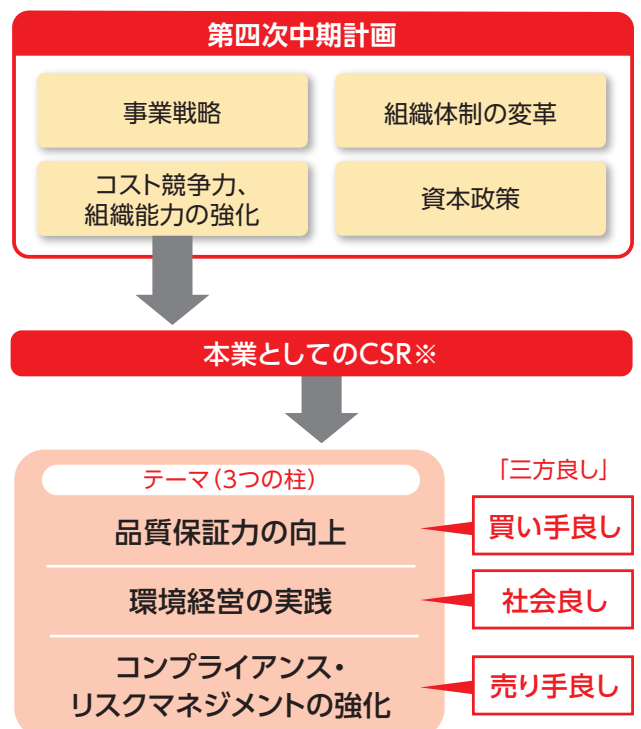 第四次中期計画
事業戦略
組織体制の変革
コスト競争力、
組織能力の強化
資本政策
本業としてのCSR※
テーマ（3つの柱）
「三方良し」
品質保証力の向上
買い手良し
環境経営の実践
社会良し
コンプライアンス・
リスクマネジメントの強化
売り手良し